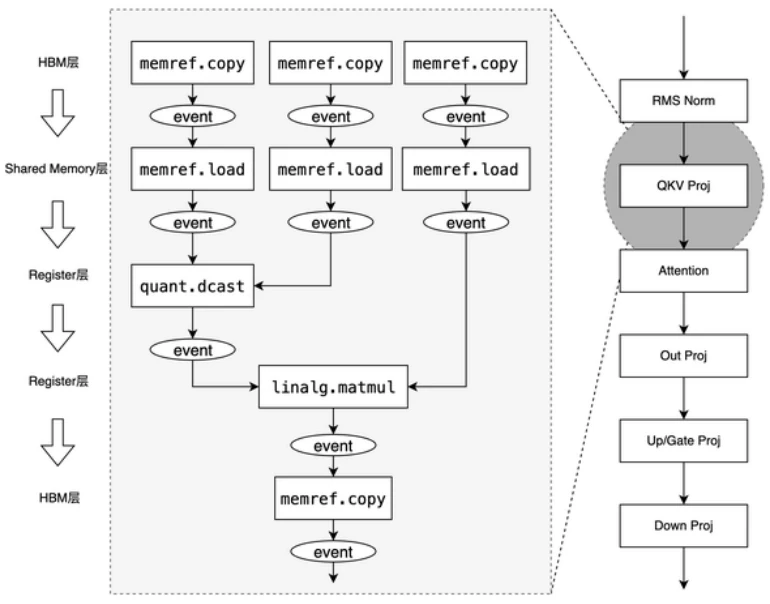 HBM层
memref.copy
memref.copy
memref.copy
event
event
event
Shared Memory层
memref.load
memref.load
memref.load
event
event
event
Register层
quant.dcast
event
Register层
linalg.matmul
event
HBM层
memref.copy
event
RMS Norm
QKV Proj
Attention
Out Proj
Up/Gate Proj
Down Proj